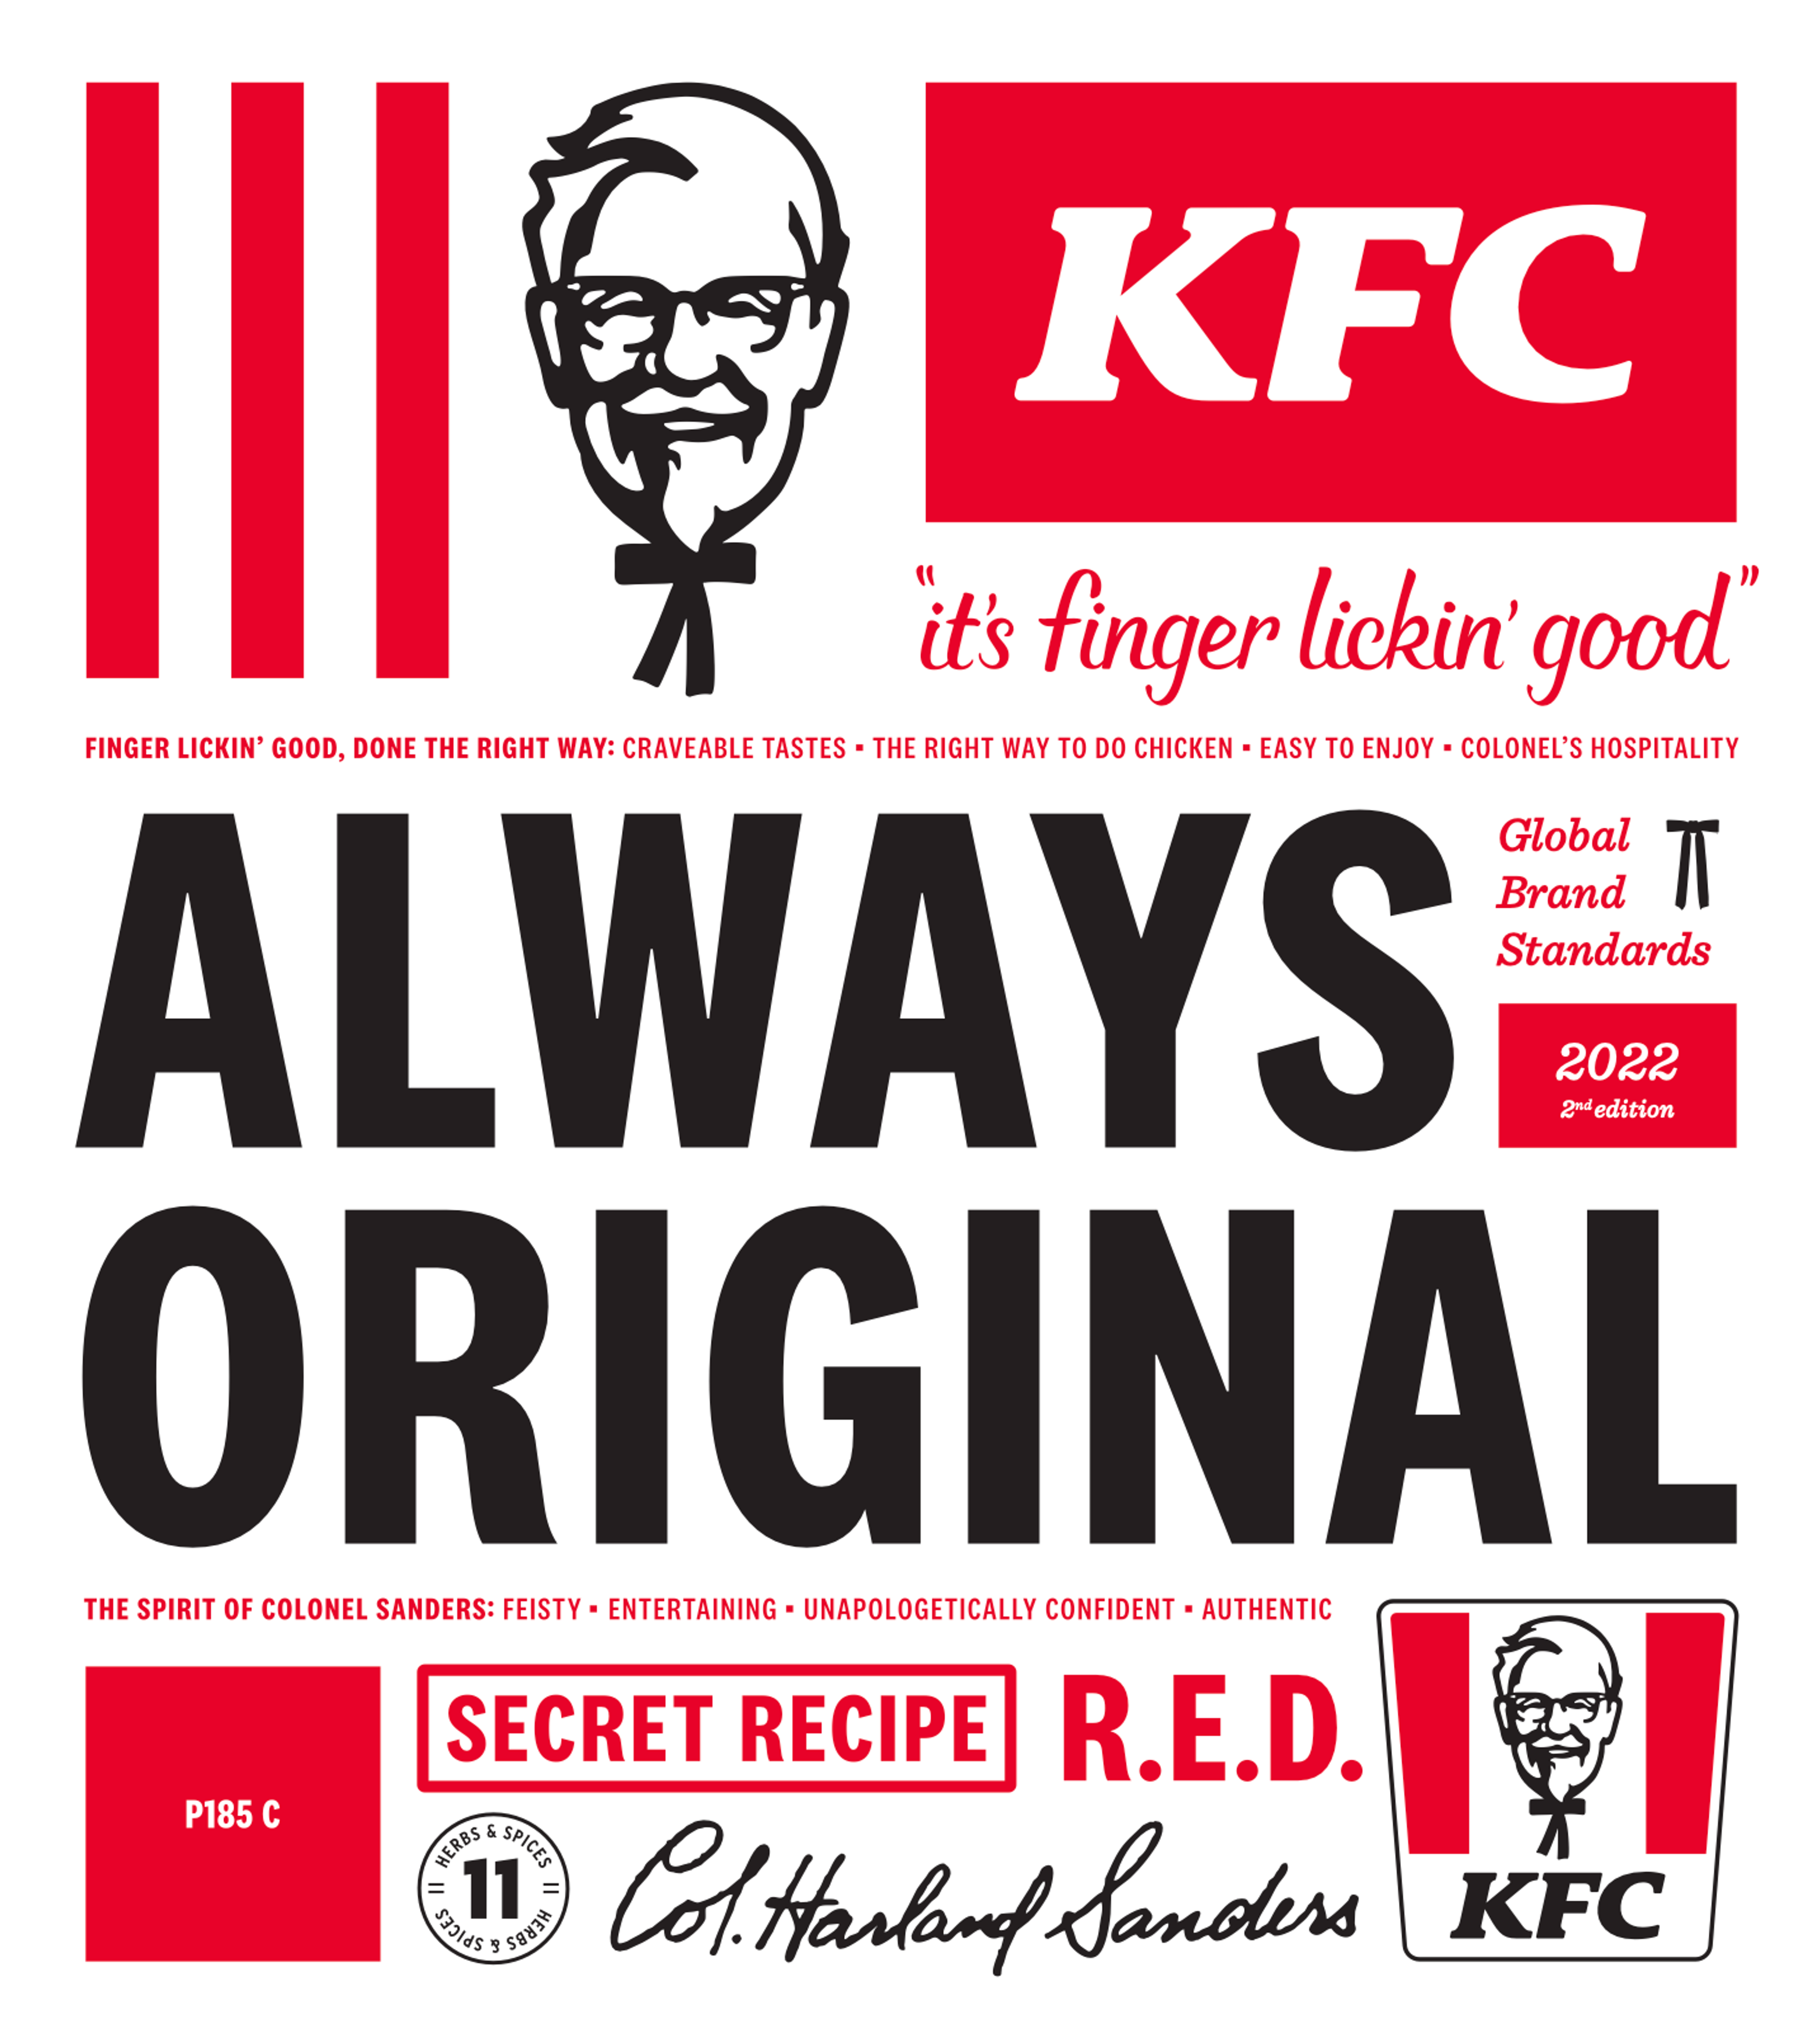 KFC
“it’s finger lickin’ good”
FINGER LICKIN’ GOOD, DONE THE RIGHT WAY: CRAVEABLE TASTES ▪ THE RIGHT WAY TO DO CHICKEN ▪ EASY TO ENJOY ▪ COLONEL’S HOSPITALITY
ALWAYS
Global
Brand
Standards
2022
2nd edition
ORIGINAL
THE SPIRIT OF COLONEL SANDERS: FEISTY ▪ ENTERTAINING ▪ UNAPOLOGETICALLY CONFIDENT ▪ AUTHENTIC
SECRET RECIPE
R.E.D.
P185 C
HERBS & SPICES
11
HERBS & SPICES
Col. Harland Sanders
KFC